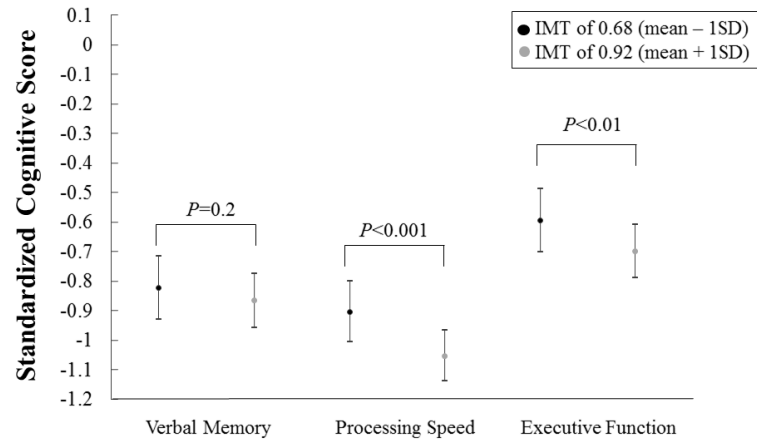 IMT of 0.68 (mean – 1SD)
IMT of 0.92 (mean + 1SD)
Standardized Cognitive Score
0.1
0
-0.1
-0.2
-0.3
-0.4
-0.5
-0.6
-0.7
-0.8
-0.9
-1
-1.1
-1.2
P=0.2
P<0.001
P<0.01
Verbal Memory
Processing Speed
Executive Function